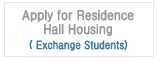 Apply for Residence
Hall Housing
( Exchange Students)